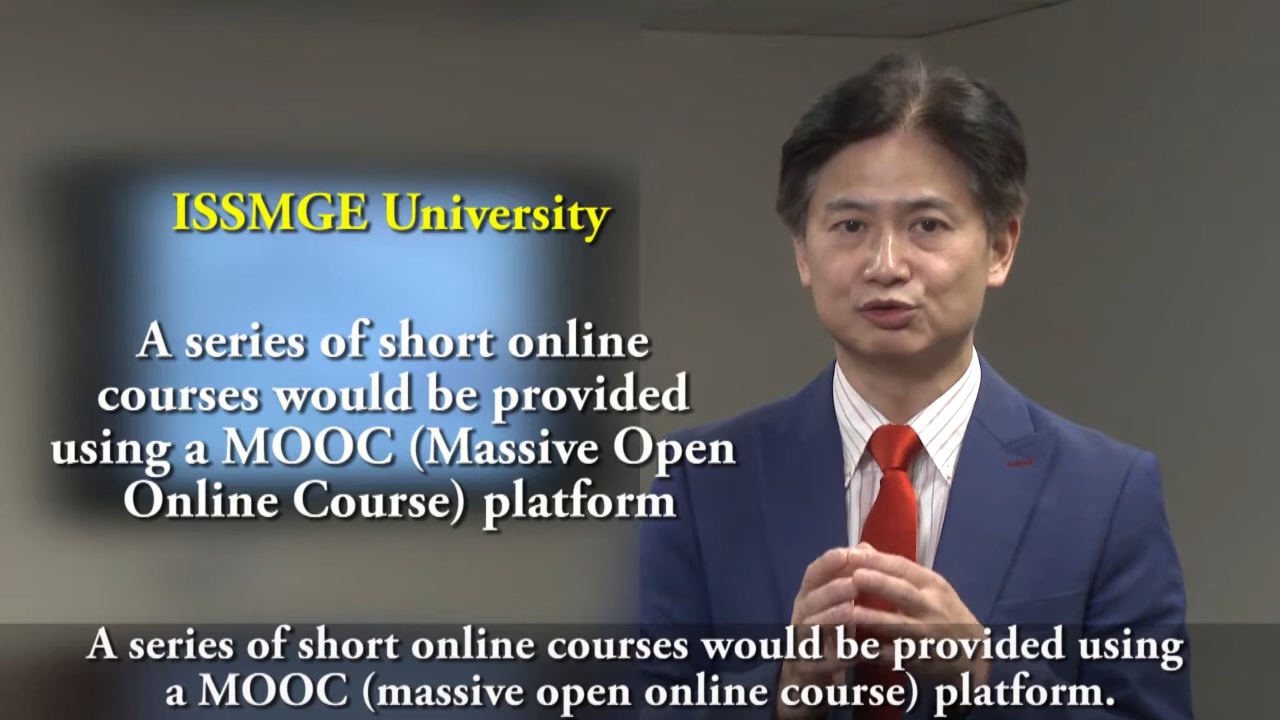 ISSMGE University
A series of short online
courses would be provided
using a MOOC (Massive Open
Online Course) platform
A series of short online courses would be provided using
a MOOC (massive open online course) platform.